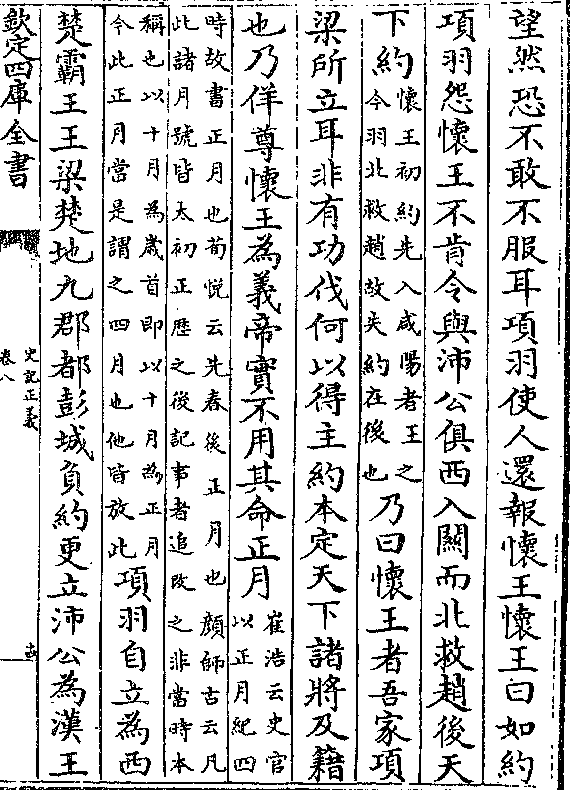 望然恐不敢不服耳項羽使人還報懷王懷王曰如約
項羽怨懷王不肯令與沛公俱西入關而北救趙後天
下約
懷王初約先入咸陽者王之
今羽北救趙故失約在後也
乃曰懷王者吾家項
梁所立耳非有功伐何以得主約本定天下諸將及籍
也乃佯尊懷王為義帝實不用其命正月
崔浩云史官
以正月紀四
時故書正月也荀悅云先春後正月也顔師古云凡
此諸月號皆太初正歴之後記事者追改之非當時本
稱也以十月為歲首即以十月為正月
今此正月當是謂之四月也他皆放此
項羽自立為西
楚霸王王梁楚地九郡都彭城負約更立沛公為漢王
欽定四庫全書
史記正義
卷八